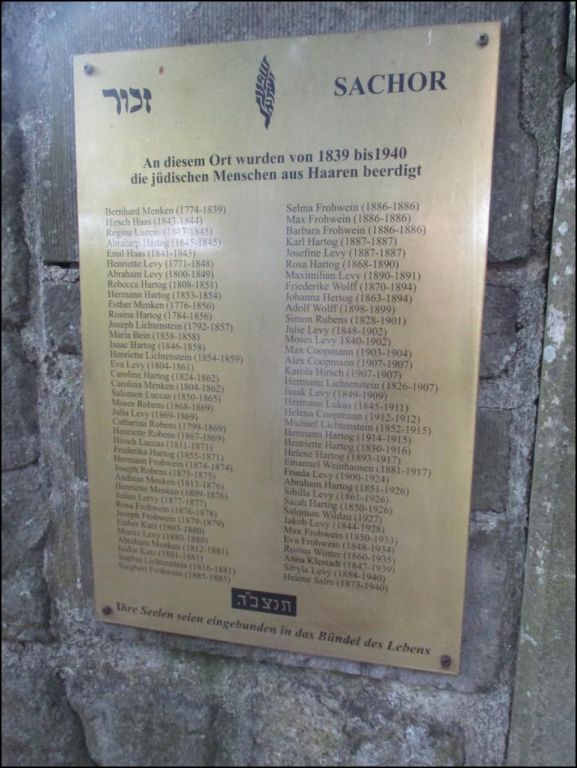 זכור
SACHOR
An diesem Ort wurden von 1839 bis1940
die jüdischen Menschen aus Haaren beerdigt
Bernhard Menken (1774-1839)
Hirsch Haas (1843-1844)
Regina Luccas (1841-1845)
Abraham Hartog (1845-1845)
Emil Haas (1841-1845)
Henriette Levy (1771-1848)
Abraham Levy (1800-1849)
Rebecca Hartog (1808-1851)
Hermann Hartog (1853-1854)
Esther Menken (1776-1856)
Rosina Hartog (1784-1856)
Joseph Lichtenstein (1792-1857)
Maria Bein (1858-1858)
Isaac Hartog (1846-1858)
Henriette Lichtenstein (1854-1859)
Eva Levy (1804-1861)
Caroline Hartog (1824-1862)
Carolina Menken (1804-1862)
Salomon Luccas (1850-1865)
Moses Robens (1868-1869)
Julia Levy (1869-1869)
Catharina Robens (1799-1869)
Henriette Robens (1867-1869)
Hirsch Luccas (1811-1871)
Frederika Hartog (1855-1871)
Hermann Frohwein (1874-1874)
Joseph Robens (1875-1875)
Andreas Menken (1813-1876)
Henriette Menken (1809-1876)
Julius Levy (1877-1877)
Rosa Frohwein (1876-1878)
Joseph Frohwein (1879-1879)
Esther Katz (1803-1880)
Moritz Levy (1880-1880)
Abraham Menken (1812-1881)
Isidor Katz (1881-1881)
Sophia Lichtenstein (1816-1881)
Siegbert Frohwein (1885-1885)
Selma Frohwein (1886-1886)
Max Frohwein (1886-1886)
Barbara Frohwein (1886-1886)
Karl Hartog (1887-1887)
Josefine Levy (1887-1887)
Rosa Hartog (1868-1890)
Maximilian Levy (1890-1891)
Friederike Wolff (1870-1894)
Johanna Hertog (1863-1894)
Adolf Wolff (1898-1899)
Simon Rubens (1828-1901)
Julie Levy (1848-1902)
Moses Levy 1840-1902)
Max Coopmann (1903-1904)
Alex Coopmann (1907-1907)
Karola Hirsch (1907-1907)
Hermann Lichtenstein (1826-1907)
Isaak Levy (1849-1909)
Hermann Lukas (1845-1911)
Helena Coopmann (1912-1912)
Michael Lichtenstein (1852-1915)
Hermann Hartog (1914-1915)
Henriette Hartog (1830-1916)
Helene Hartog (1893-1917)
Emanuel Weinhausen (1881-1917)
Frieda Levy (1900-1924)
Abraham Hartog (1851-1926)
Sibilla Levy (1861-1926)
Sarah Hartog (1850-1926)
Salomon Wildau (1927)
Jakob Levy (1844-1928)
Max Frohwein (1850-1933)
Eva Frohwein (1848-1934)
Rosina Winter (1860-1935)
Anna Klestadt (1847-1939)
Sibyla Levy (1884-1940)
Helene Salm (1873-1940)
תנצב"ה
Ihre Seelen seien eingebunden in das Bündel des Lebens